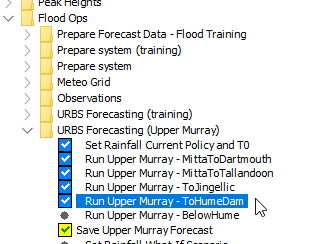 Peak Heights
Flood Ops
Prepare Forecast Data - Flood Training
Prepare system (training)
Prepare system
Meteo Grid
Observations
URBS Forecasting (training)
URBS Forecasting (Upper Murray)
Set Rainfall Current Policy and T0
Run Upper Murray - MittaToDartmouth
Run Upper Murray - MittaToTallandoon
Run Upper Murray - ToJingellic
Run Upper Murray - ToHumeDam
Run Upper Murray - BelowHume
Save Upper Murray Forecast
Set Rainfall What If Scenario